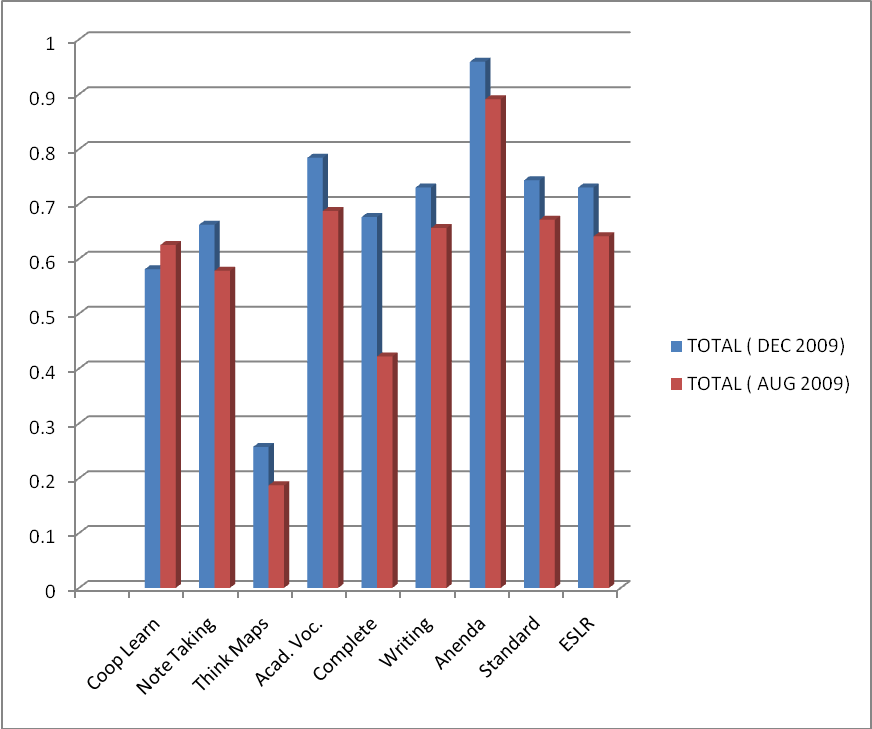 1
0.9
0.8
0.7
0.6
0.5
0.4
0.3
0.2
0.1
0
Coop Learn
Note Taking
Think Maps
Acad. Voc.
Complete
Writing
Anenda
Standard
ESLR
TOTAL ( DEC 2009)
TOTAL ( AUG 2009)